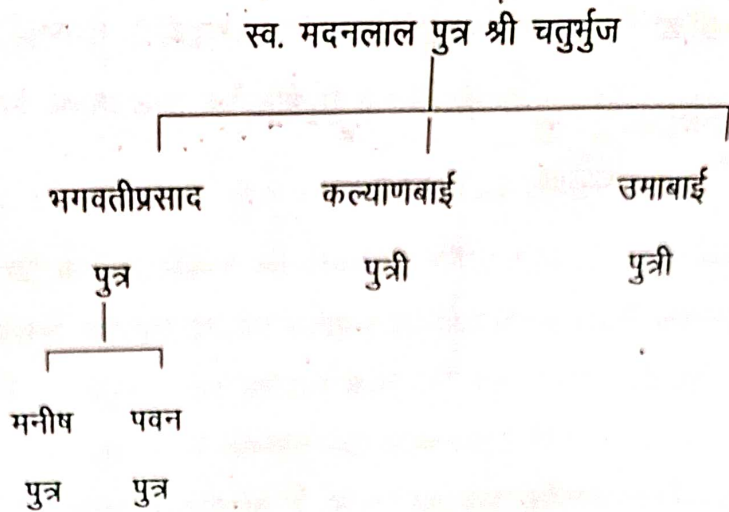 स्व. मदनलाल पुत्र श्री चतुर्भुज
भगवतीप्रसाद कल्याणबाई उमाबाई
पुत्र पुत्री पुत्री
मनीष पवन
पुत्र पुत्र